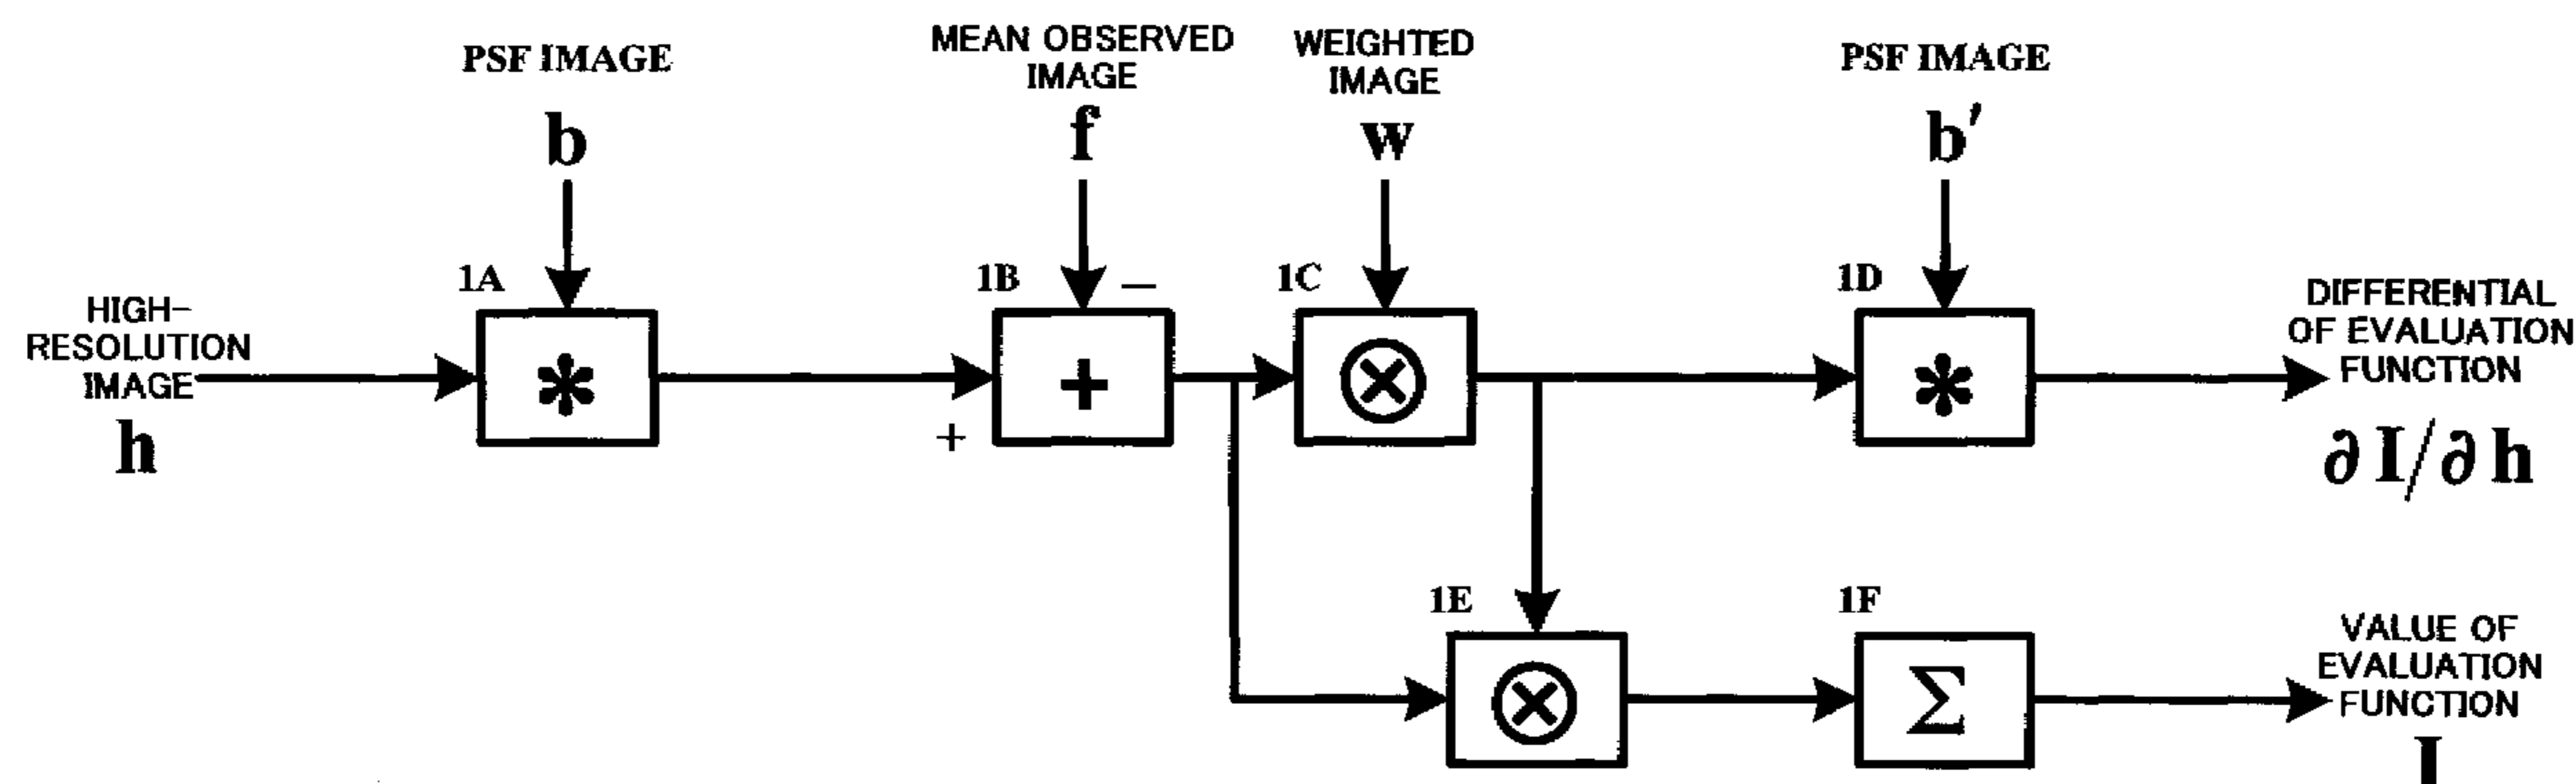 PSF IMAGE
b
MEAN OBSERVED
IMAGE
f
WEIGHTED
IMAGE
w
PSF IMAGE
b′
HIGH-
RESOLUTION
IMAGE
h
1A
*
1B
−
+
+
1C
⊗
1D
*
DIFFERENTIAL
OF EVALUATION
FUNCTION
∂I/∂h
1E
⊗
1F
Σ
VALUE OF
EVALUATION
FUNCTION
I